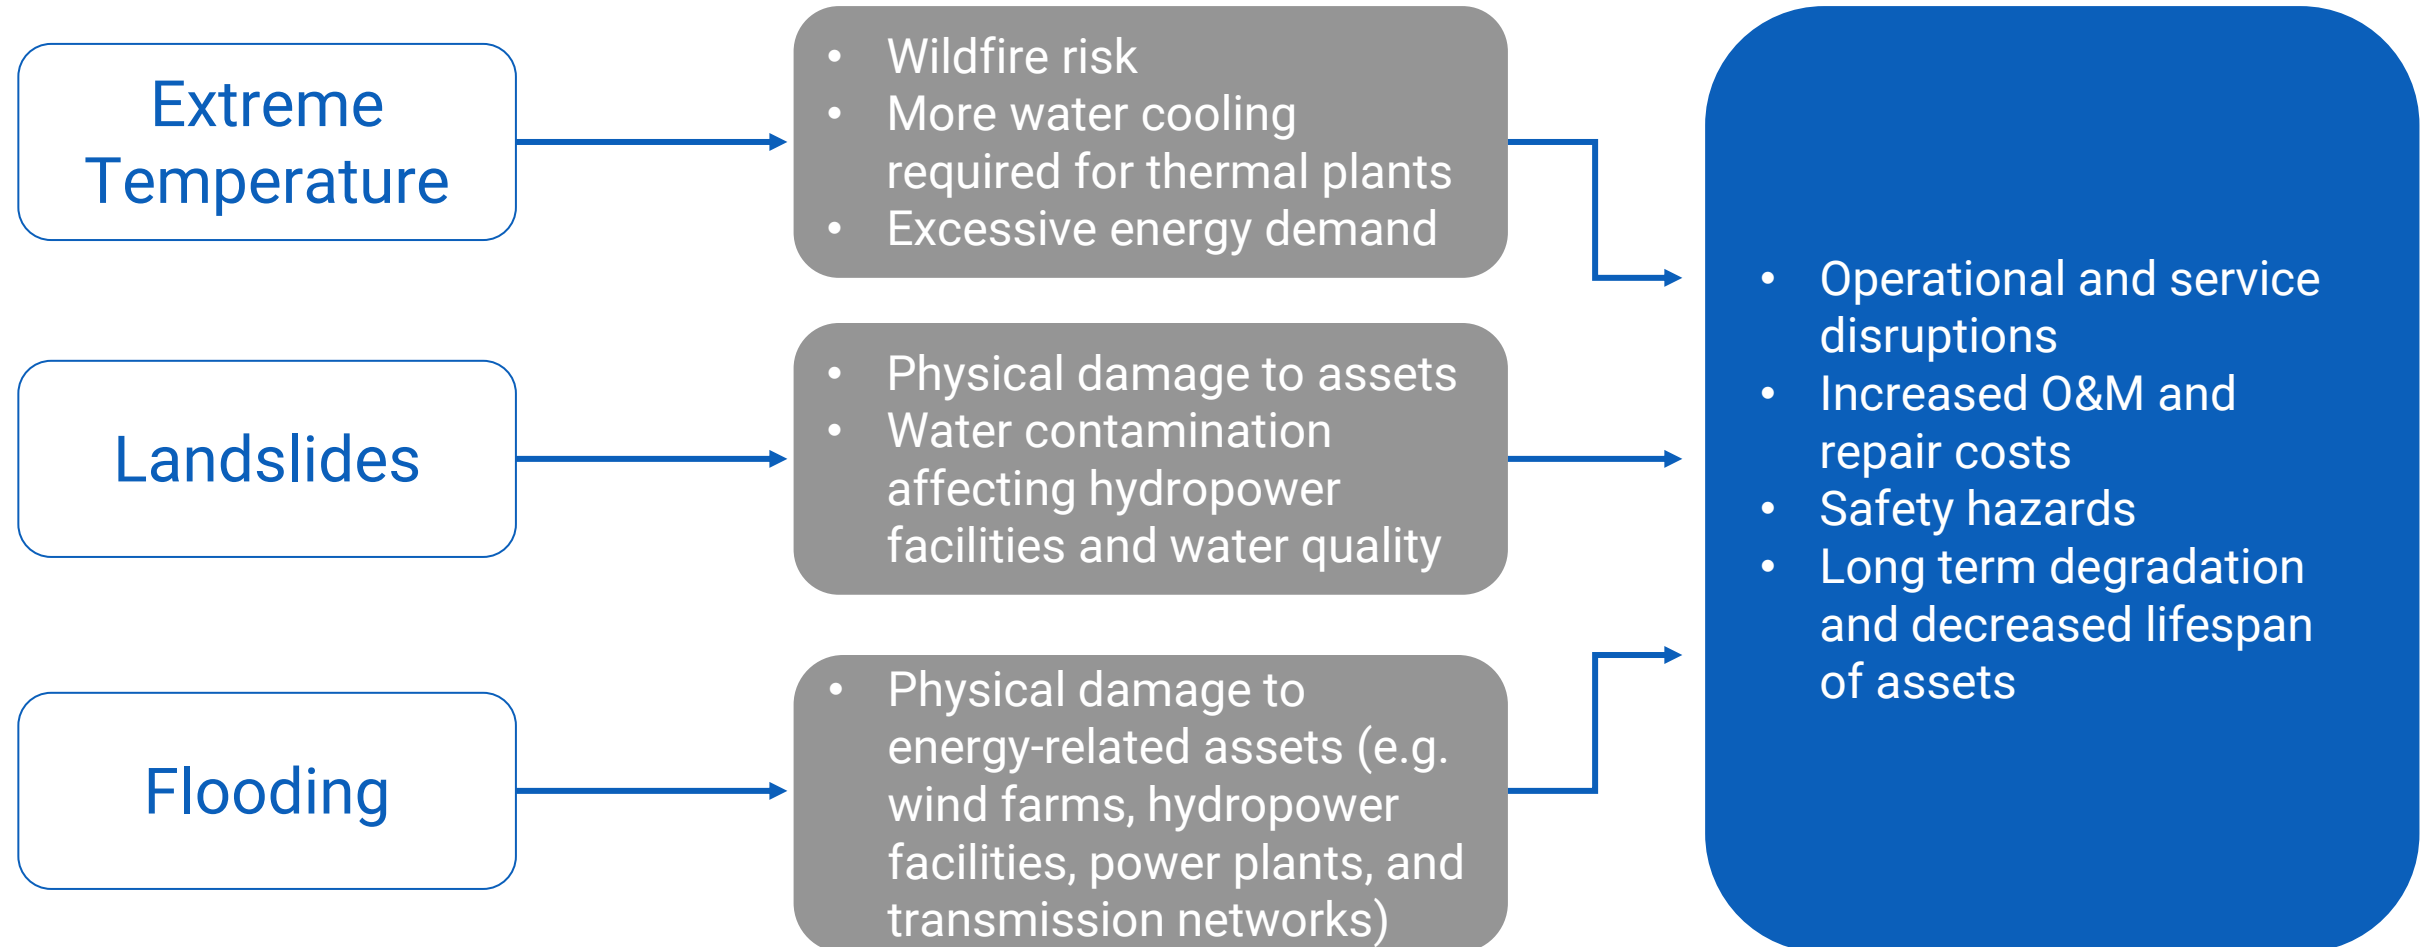 Extreme
Temperature
• Wildfire risk
• More water cooling
required for thermal plants
• Excessive energy demand
Landslides
• Physical damage to assets
• Water contamination
affecting hydropower
facilities and water quality
Flooding
• Physical damage to
energy-related assets (e.g.
wind farms, hydropower
facilities, power plants, and
transmission networks)
• Operational and service
disruptions
• Increased O&M and
repair costs
• Safety hazards
• Long term degradation
and decreased lifespan
of assets